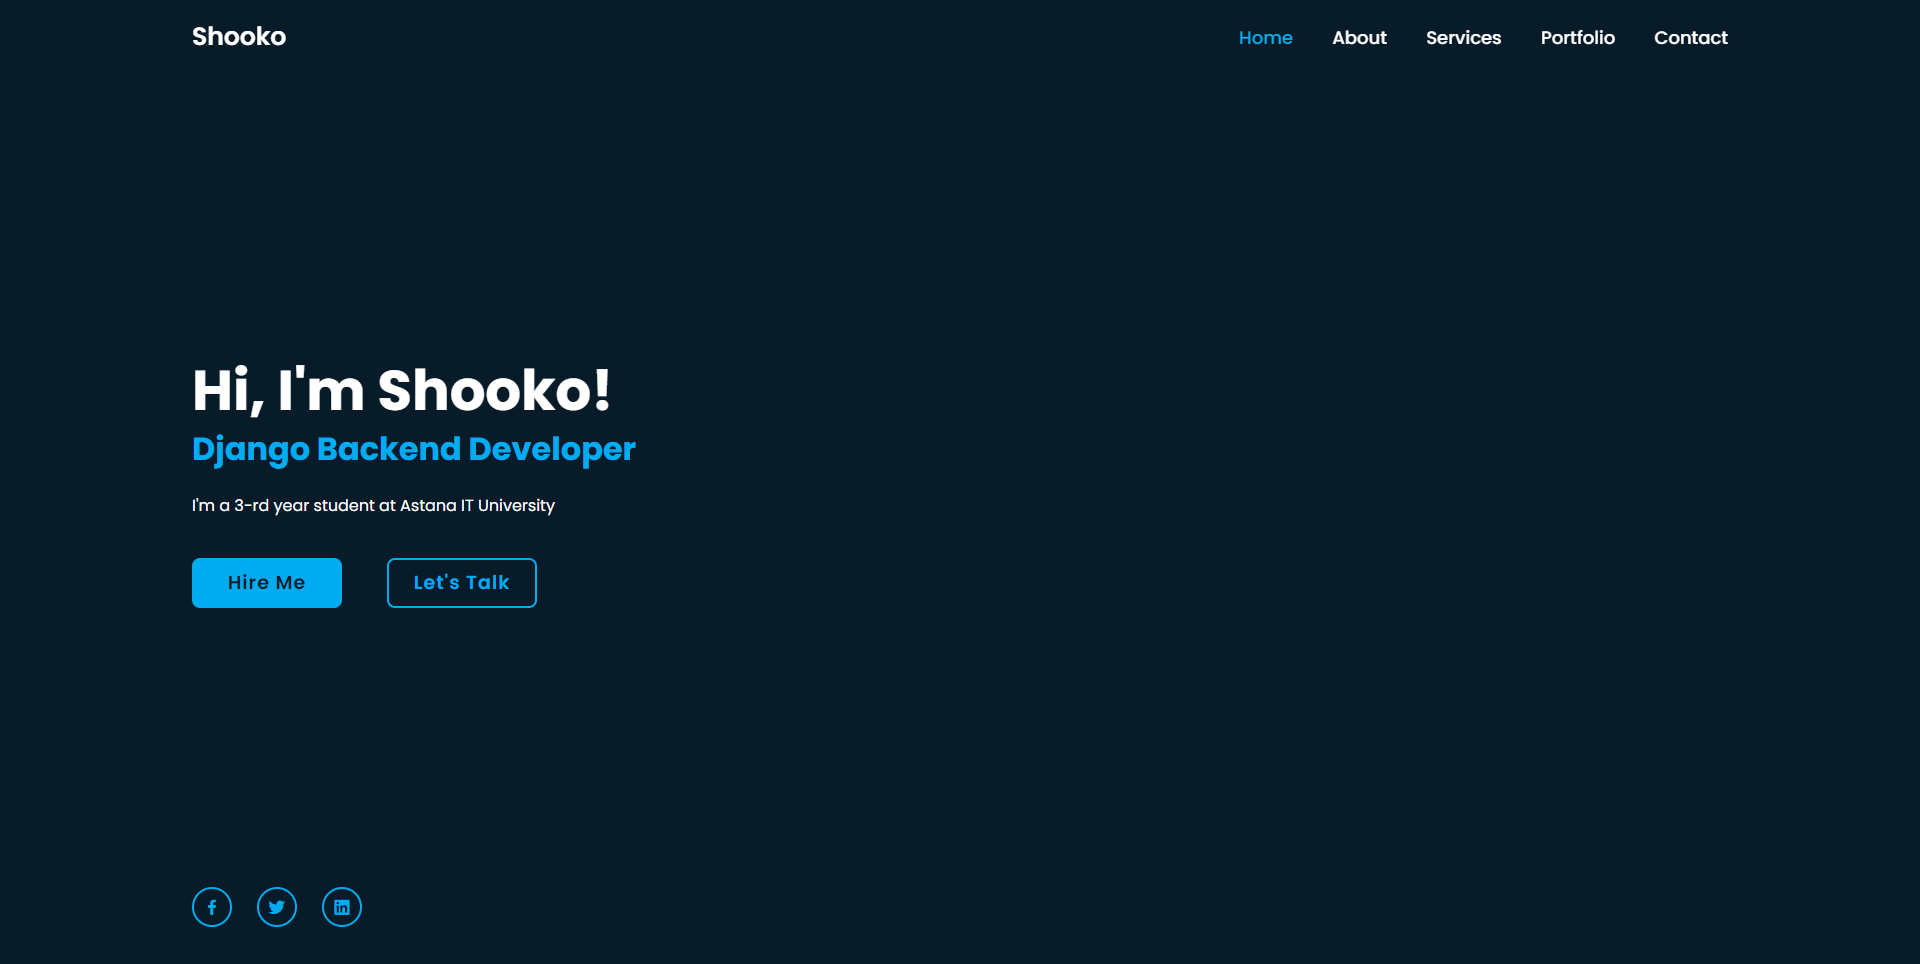 Shooko
Home About Services Portfolio Contact
Hi, I'm Shooko!
Django Backend Developer
I'm a 3-rd year student at Astana IT University
Hire Me
Let's Talk